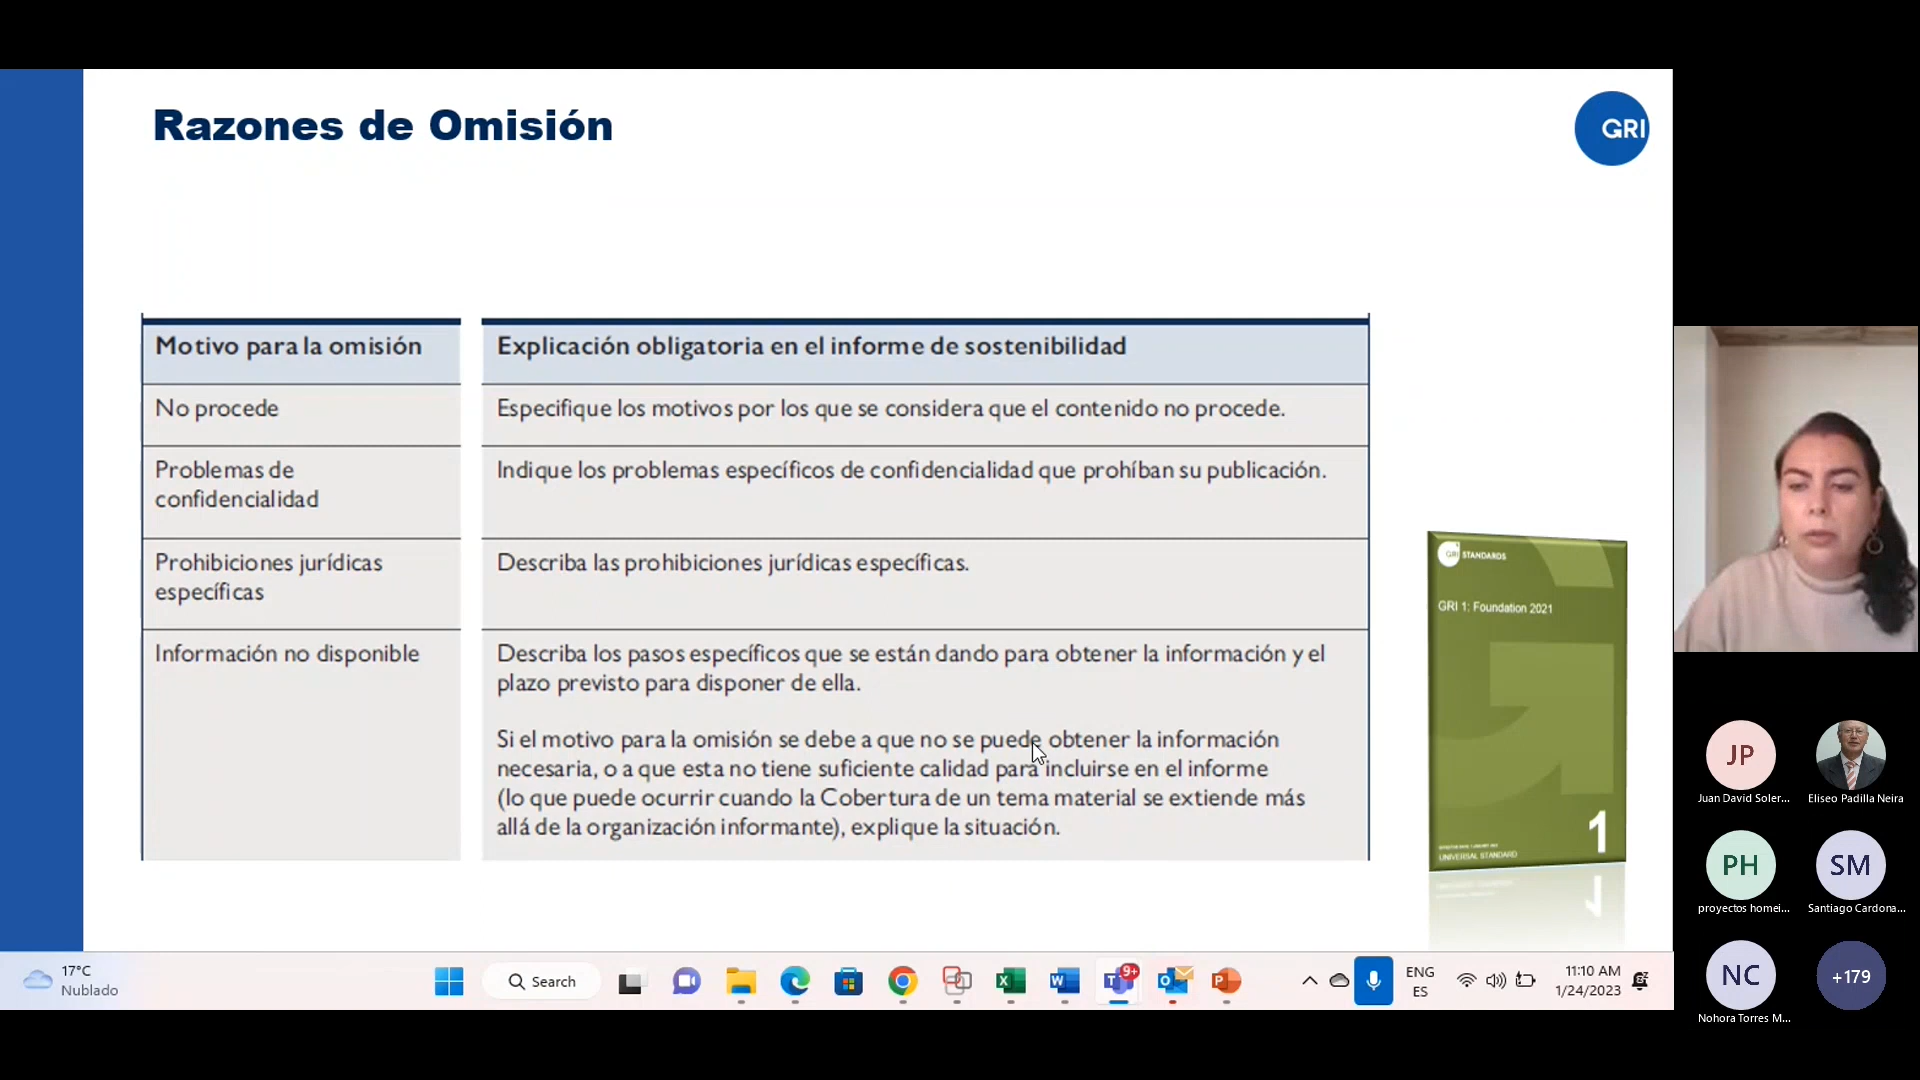 Razones de Omisión
GRI
Motivo para la omisión
Explicación obligatoria en el informe de sostenibilidad
No procede
Especifique los motivos por los que se considera que el contenido no procede.
Problemas de
confidencialidad
Indique los problemas específicos de confidencialidad que prohíban su publicación.
Prohibiciones jurídicas
específicas
Describa las prohibiciones jurídicas específicas.
Información no disponible
Describa los pasos específicos que se están dando para obtener la información y el
plazo previsto para disponer de ella.
Si el motivo para la omisión se debe a que no se puede obtener la información
necesaria, o a que esta no tiene suficiente calidad para incluirse en el informe
(lo que puede ocurrir cuando la Cobertura de un tema material se extiende más
allá de la organización informante), explique la situación.
GRI STANDARDS
GRI 1: Foundation 2021
1
UNIVERSAL STANDARD
JP
Juan David Soler...
Eliseo Padilla Neira
PH
proyectos homei...
SM
Santiago Cardona...
NC
Nohora Torres M...
+179
17°C
Nublado
Search
9+
ENG
ES
11:10 AM
1/24/2023